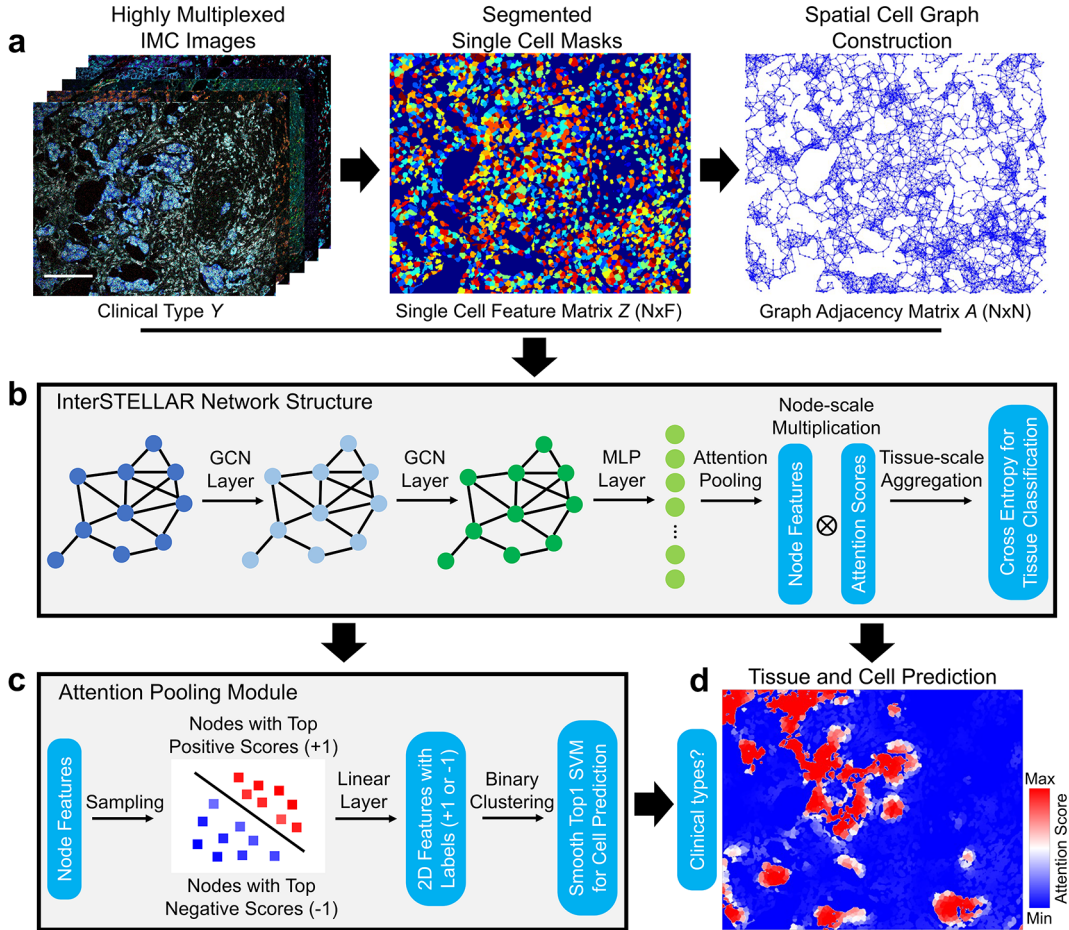 a
Highly Multiplexed
IMC Images
Segmented
Single Cell Masks
Spatial Cell Graph
Construction
Clinical Type Y
Single Cell Feature Matrix Z (NxF)
Graph Adjacency Matrix A (NxN)
b
InterSTELLAR Network Structure
GCN
Layer
GCN
Layer
MLP
Layer
Attention
Pooling
Node-scale
Multiplication
Node Features
Attention Scores
Tissue-scale
Aggregation
Cross Entropy for
Tissue Classification
c
Attention Pooling Module
Node Features
Sampling
Nodes with Top
Positive Scores (+1)
Nodes with Top
Negative Scores (-1)
Linear
Layer
2D Features with
Labels (+1 or -1)
Binary
Clustering
Smooth Top1 SVM
for Cell Prediction
d
Tissue and Cell Prediction
Clinical types?
Max
Attention Score
Min